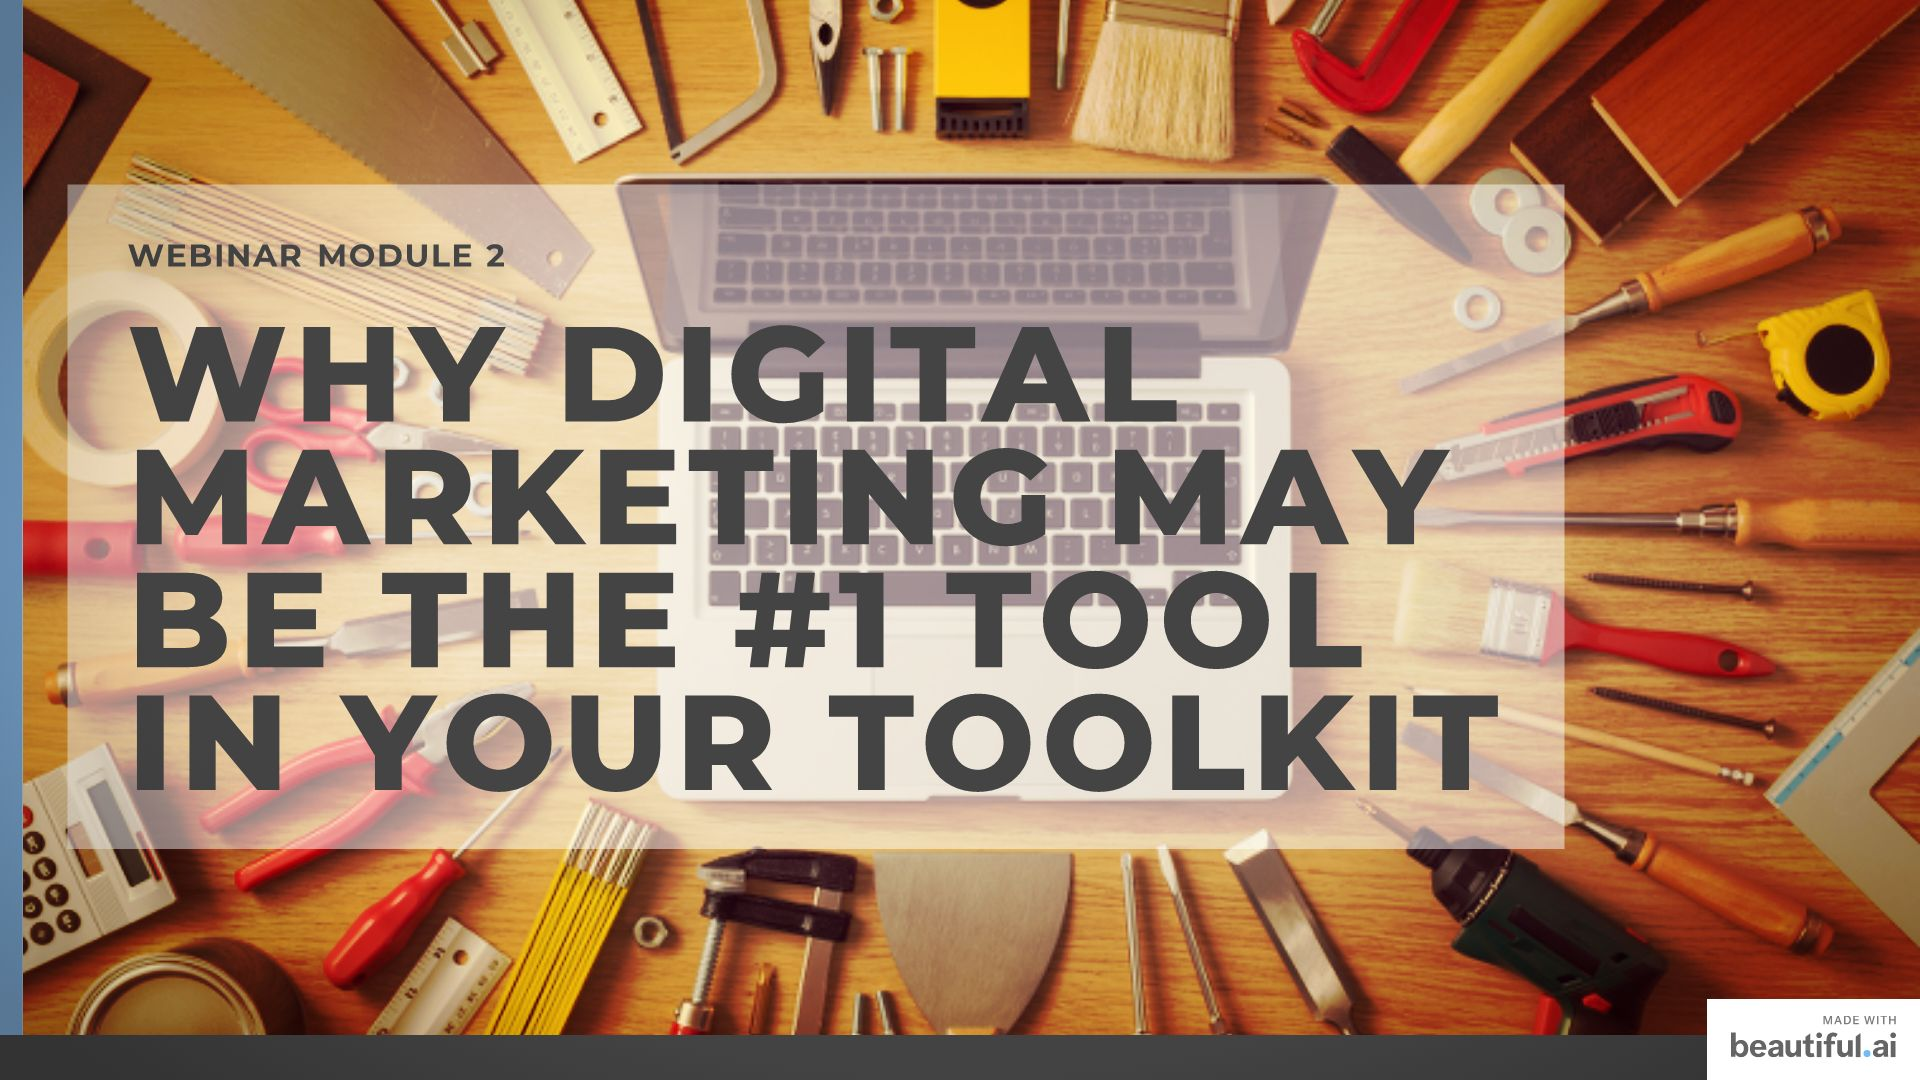 WEBINAR MODULE 2
WHY DIGITAL
MARKETING MAY
BE THE #1 TOOL
IN YOUR TOOLKIT
MADE WITH
beautiful.ai